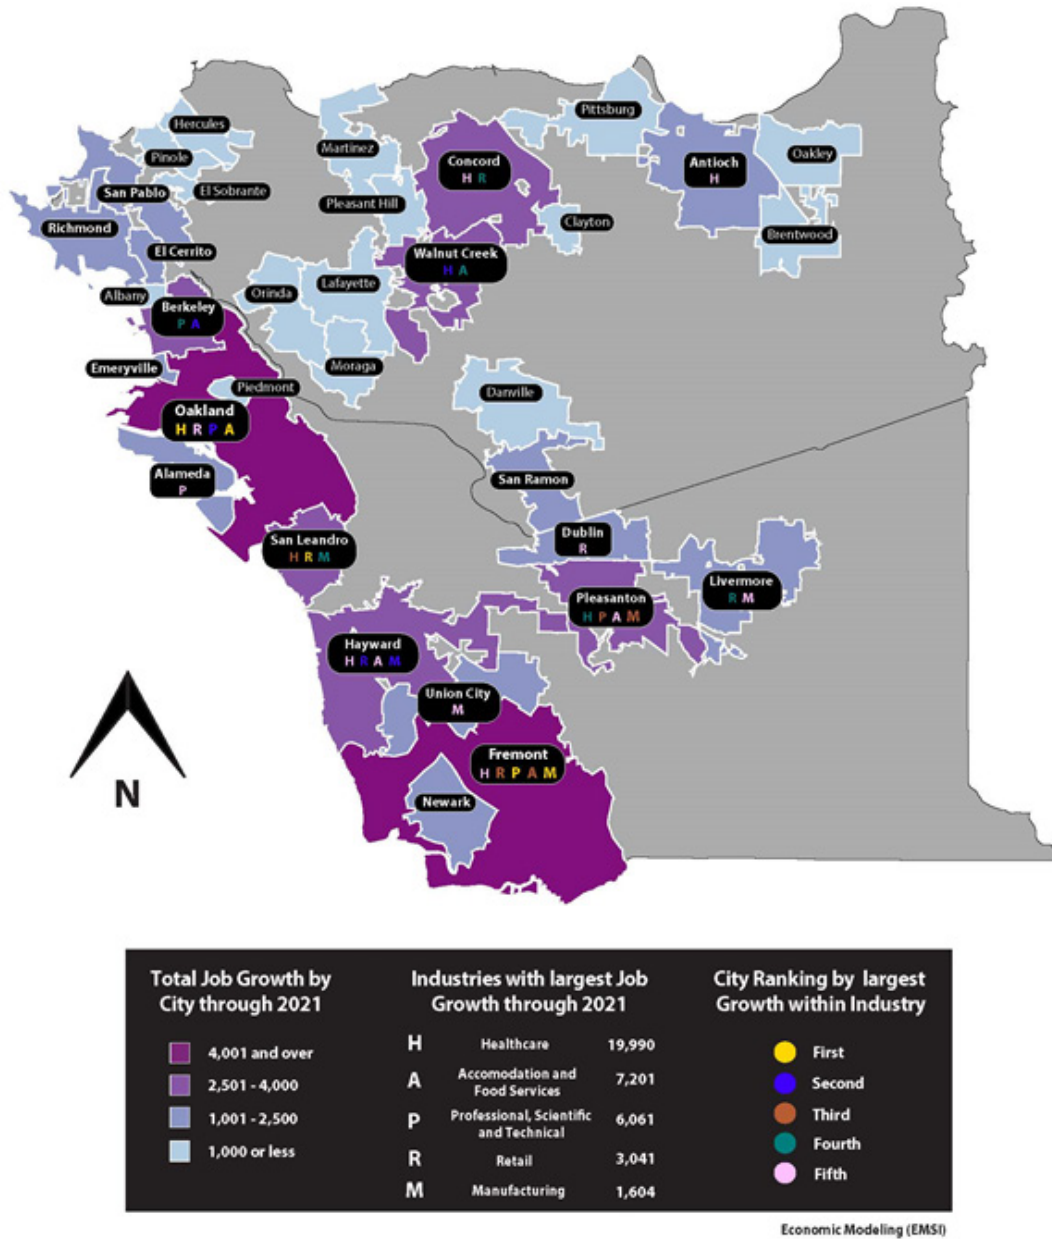 Hercules
Pittsburg
Martinez
Pinole
Concord
H R
Antioch
H
Oakley
San Pablo
El Sobrante
Pleasant Hill
Richmond
Clayton
Brentwood
El Cerrito
Walnut Creek
H A
Albany
Orinda
Lafayette
Berkeley
P A
Emeryville
Moraga
Piedmont
Danville
Oakland
H R P A
Alameda
P
San Ramon
San Leandro
H R M
Dublin
R
Livermore
R M
Pleasanton
H P A M
Hayward
H R A M
Union City
M
Fremont
H R P A M
Newark
N
Total Job Growth by
City through 2021
4,001 and over
2,501 - 4,000
1,001 - 2,500
1,000 or less
Industries with largest Job
Growth through 2021
H Healthcare 19,990
A Accomodation and
Food Services 7,201
P Professional, Scientific
and Technical 6,061
R Retail 3,041
M Manufacturing 1,604
City Ranking by largest
Growth within Industry
First
Second
Third
Fourth
Fifth
Economic Modeling (EMSI)